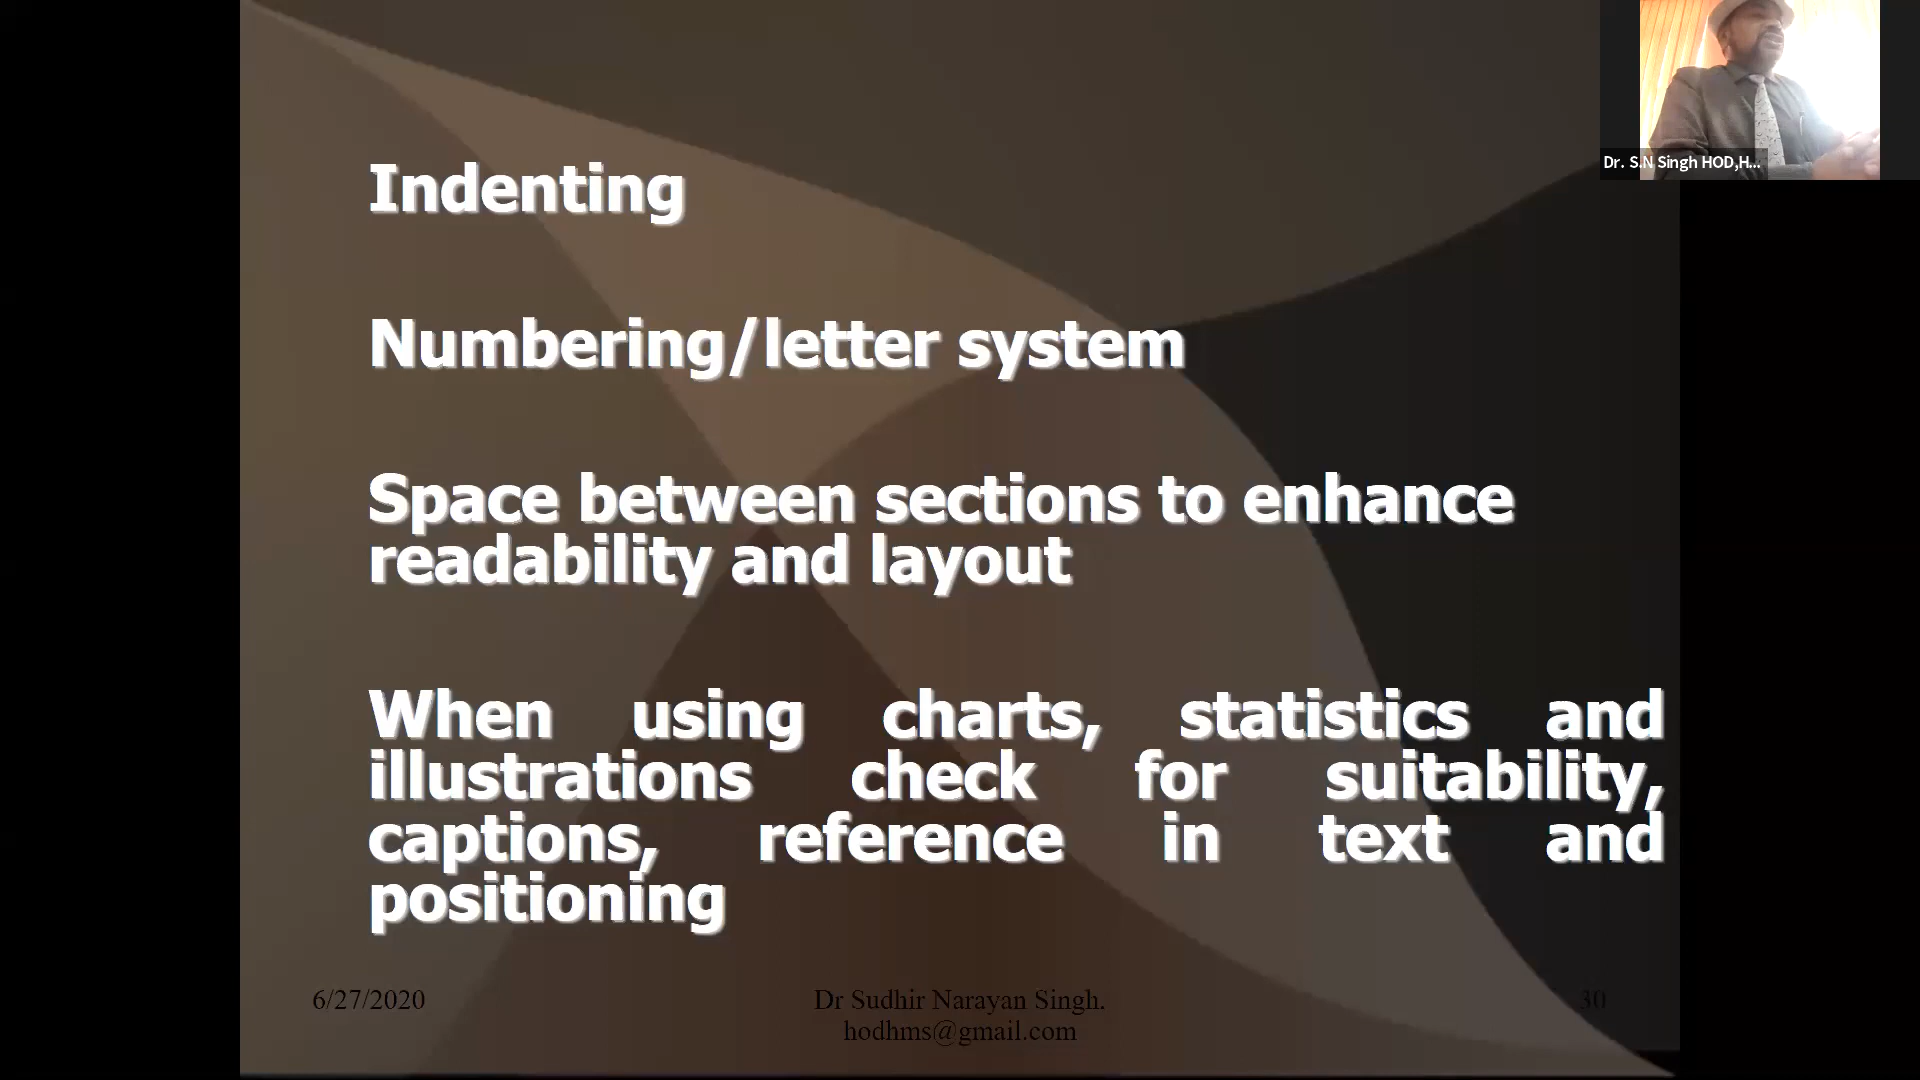 Dr. S.N Singh HOD,H...
Indenting
Numbering/letter system
Space between sections to enhance
readability and layout
When using charts, statistics and
illustrations check for suitability,
captions, reference in text and
positioning
6/27/2020
Dr Sudhir Narayan Singh.
hodhms@gmail.com
30